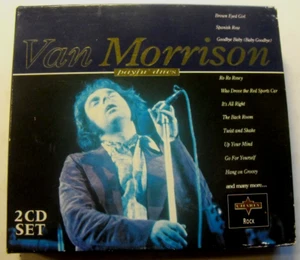 Brown Eyed Girl
Spanish Rose
Goodbye Baby (Baby Goodbye)
Van Morrison
payin' dues
Ro Ro Rosey
Who Drove the Red Sports Car
It's All Right
The Back Room
Twist and Shake
Up Your Mind
Go For Yourself
Hang on Groovy
and many more...
2CD
SET
ROCK